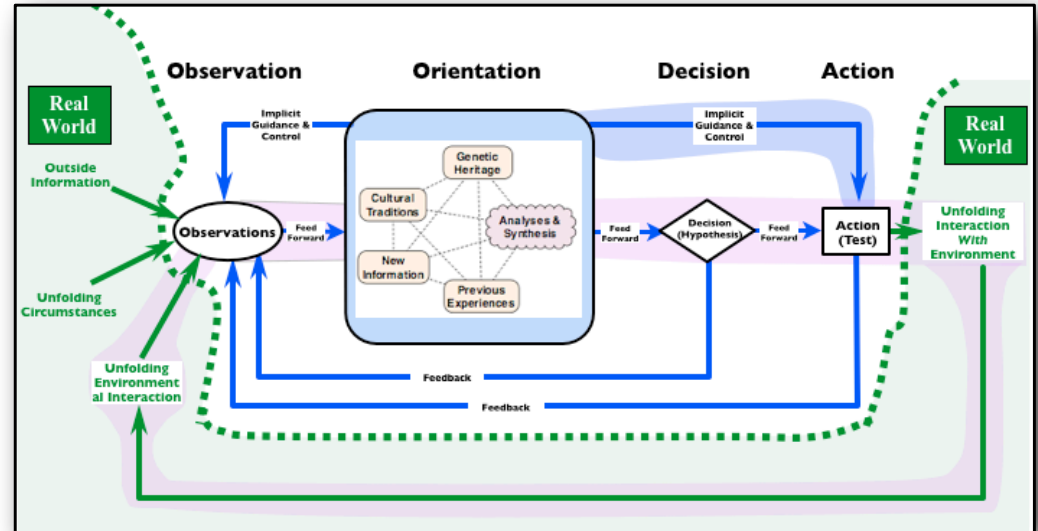 Observation
Orientation
Decision
Action
Real
World
Outside
Information
Unfolding
Circumstances
Unfolding
Environment
al Interaction
Implicit
Guidance &
Control
Observations
Feed
Forward
Genetic
Heritage
Cultural
Traditions
Analyses &
Synthesis
New
Information
Previous
Experiences
Feed
Forward
Decision
(Hypothesis)
Feed
Forward
Implicit
Guidance &
Control
Action
(Test)
Real
World
Unfolding
Interaction
With
Environment
Feedback
Feedback